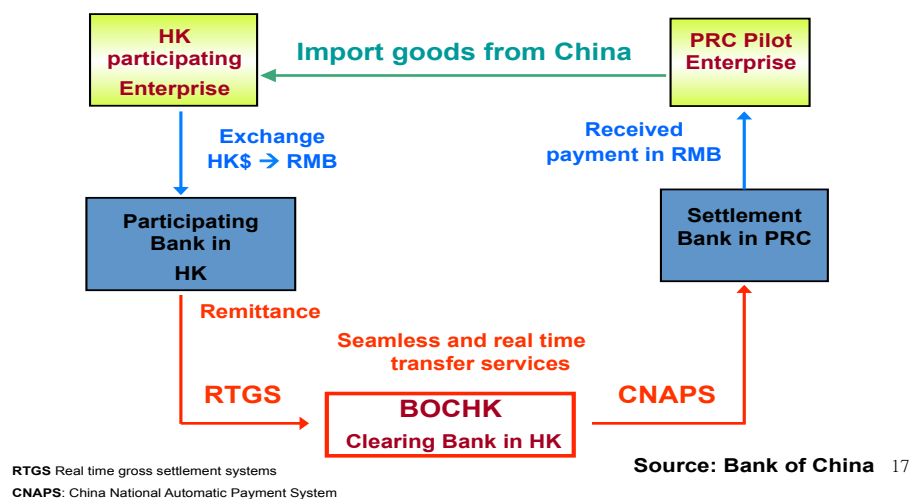 HK
participating
Enterprise
Import goods from China
PRC Pilot
Enterprise
Exchange
HK$ → RMB
Received
payment in RMB
Participating
Bank in
HK
Settlement
Bank in PRC
Remittance
Seamless and real time
transfer services
RTGS
BOCHK
Clearing Bank in HK
CNAPS
RTGS Real time gross settlement systems
CNAPS: China National Automatic Payment System
Source: Bank of China 17